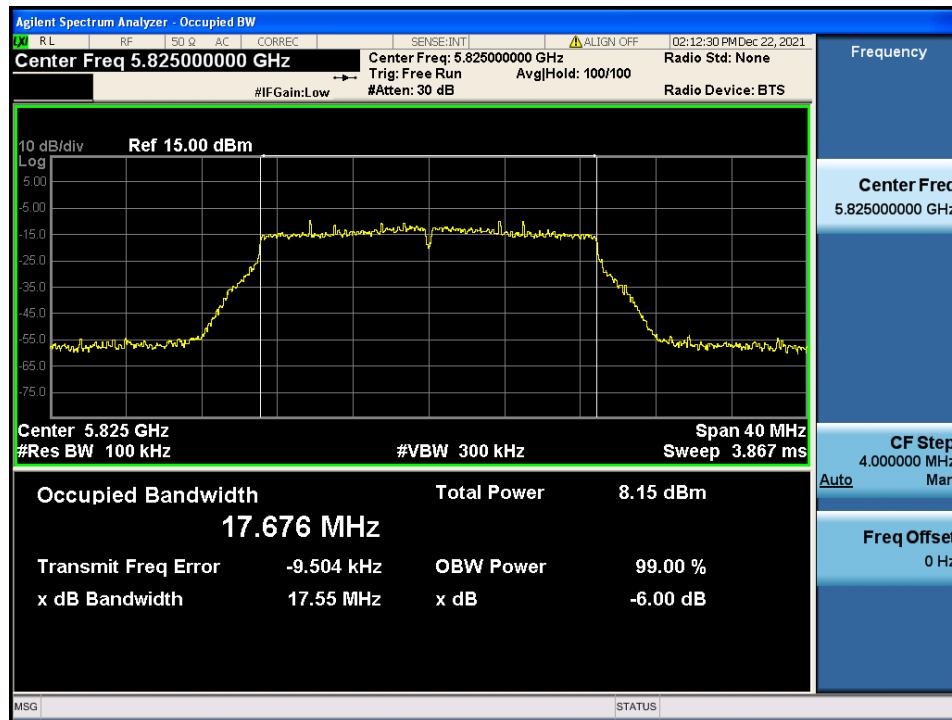 Agilent Spectrum Analyzer - Occupied BW
LXI RL RF 50 Ω AC CORREC SENSE:INT ALIGN OFF 02:12:30 PM Dec 22, 2021
Center Freq 5.825000000 GHz
Center Freq: 5.825000000 GHz
Radio Std: None
Trig: Free Run Avg|Hold: 100/100
#IFGain:Low #Atten: 30 dB Radio Device: BTS
10 dB/div Ref 15.00 dBm
Log
5.00
-5.00
-15.0
-25.0
-35.0
-45.0
-55.0
-65.0
-75.0
Center 5.825 GHz Span 40 MHz
#Res BW 100 kHz #VBW 300 kHz Sweep 3.867 ms
Occupied Bandwidth Total Power 8.15 dBm
17.676 MHz
Transmit Freq Error -9.504 kHz OBW Power 99.00 %
x dB Bandwidth 17.55 MHz x dB -6.00 dB
MSG STATUS
Frequency
Center Freq
5.825000000 GHz
CF Step
4.000000 MHz
Auto Man
Freq Offset
0 Hz